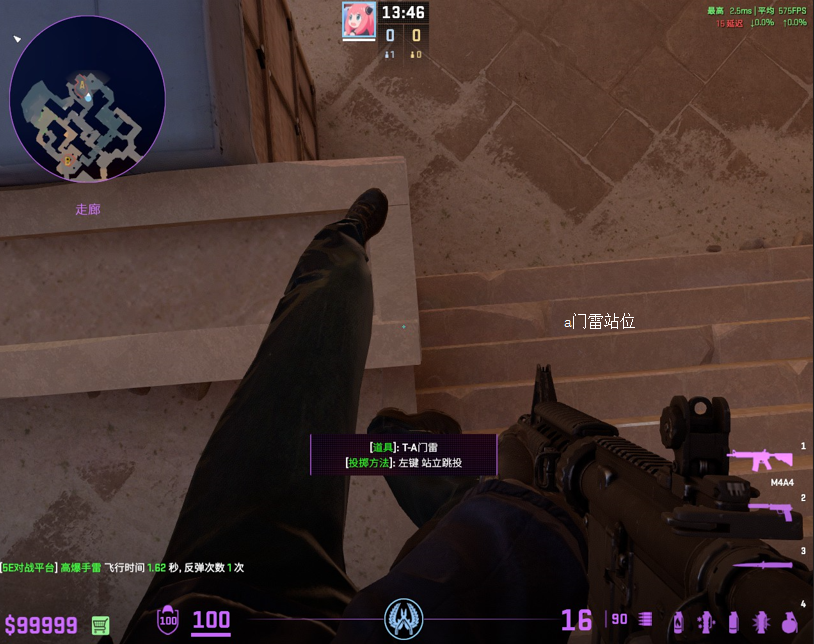 13:46
0 0
1 0
最高 2.5ms | 平均 575FPS
15 延迟 ↓0.0% ↑0.0%
A
B
走廊
a门雷站位
[道具]: T-A门雷
[投掷方法]: 左键 站立跳投
1
M4A4
2
3
4
[5E对战平台] 高爆手雷 飞行时间 1.62 秒, 反弹次数 1 次
$99999
100 100
16 | 90